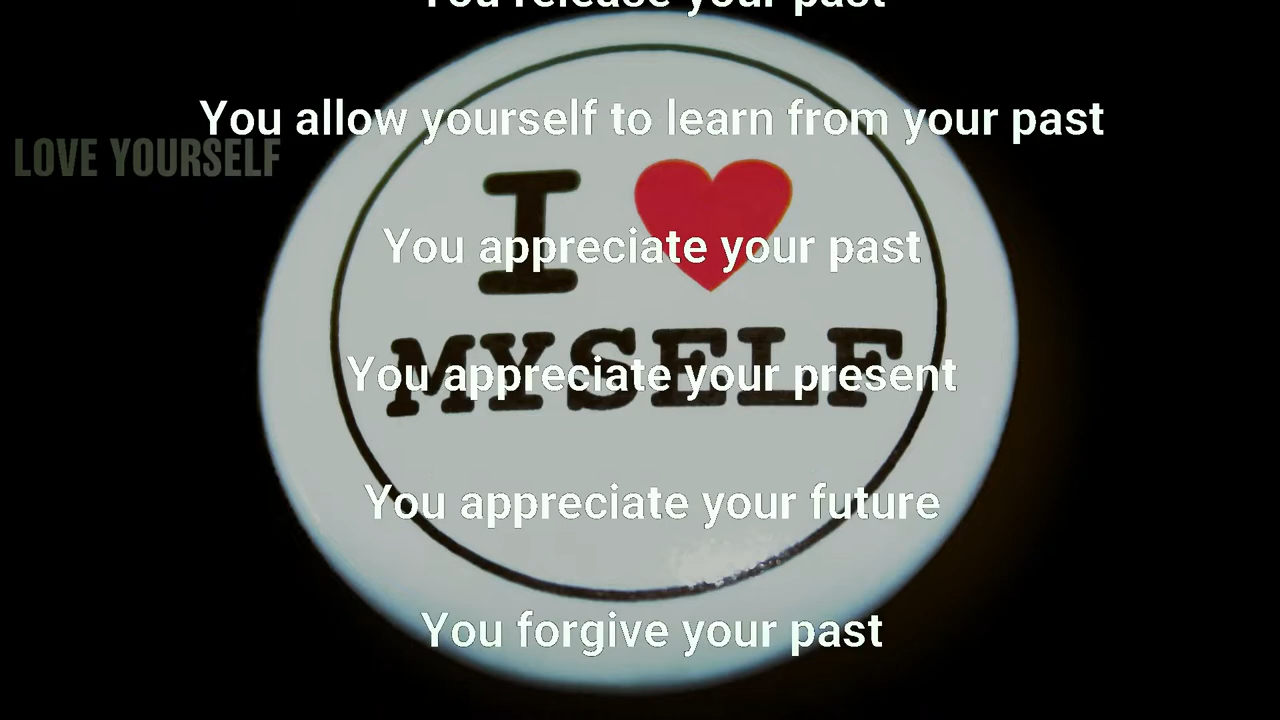 You release your past
You allow yourself to learn from your past
LOVE YOURSELF
I ❤
You appreciate your past
MYSELF
You appreciate your present
You appreciate your future
You forgive your past